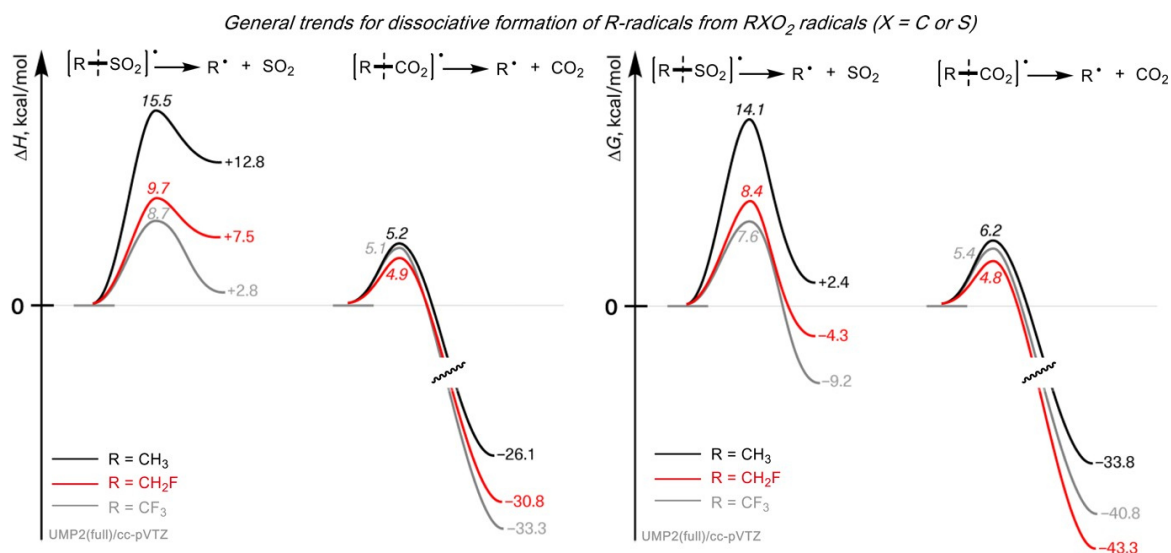 General trends for dissociative formation of R-radicals from RXO₂ radicals (X = C or S)
ΔH, kcal/mol
[R–SO₂]• → R• + SO₂
[R–CO₂]• → R• + CO₂
15.5
+12.8
9.7
8.7
+7.5
+2.8
5.2
5.1
4.9
0
-26.1
-30.8
-33.3
R = CH₃
R = CH₂F
R = CF₃
UMP2(full)/cc-pVTZ
ΔG, kcal/mol
[R–SO₂]• → R• + SO₂
[R–CO₂]• → R• + CO₂
14.1
8.4
7.6
+2.4
-4.3
-9.2
6.2
5.4
4.8
0
-33.8
-40.8
-43.3
R = CH₃
R = CH₂F
R = CF₃
UMP2(full)/cc-pVTZ